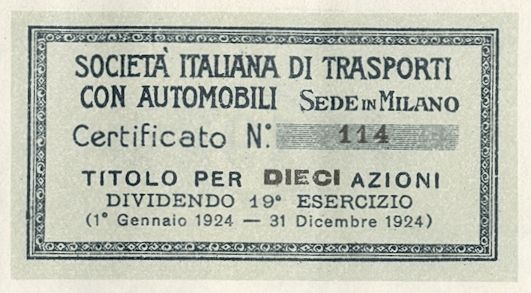 SOCIETÀ ITALIANA DI TRASPORTI
CON AUTOMOBILI SEDE IN MILANO
Certificato N.° 114
TITOLO PER DIECI AZIONI
DIVIDENDO 19° ESERCIZIO
(1° Gennaio 1924 — 31 Dicembre 1924)